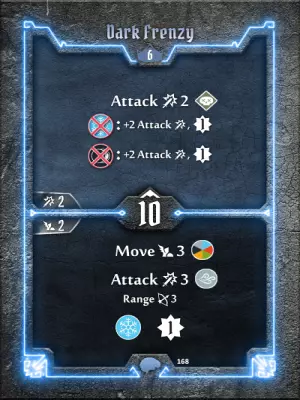 Dark Frenzy
6
Attack 2
: +2 Attack , 1
: +2 Attack , 1
2
10
2
Move 3
Attack 3
Range 3
1
168